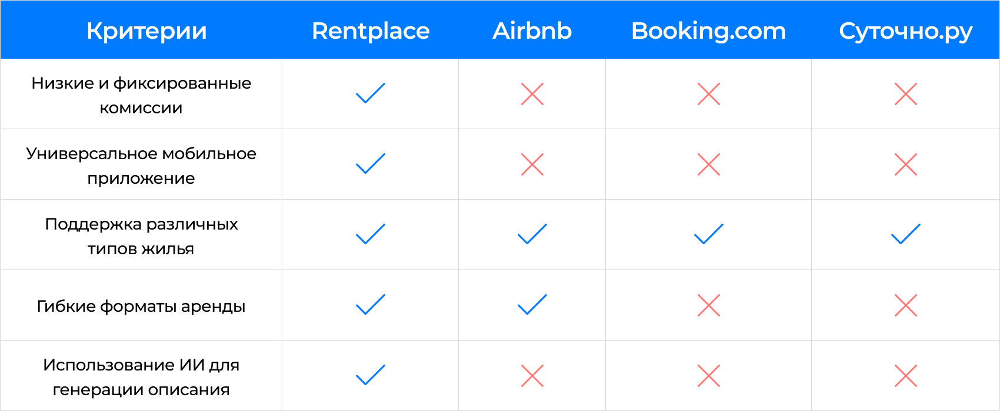 Критерии Rentplace Airbnb Booking.com Суточно.ру
Низкие и фиксированные
комиссии
Универсальное мобильное
приложение
Поддержка различных
типов жилья
Гибкие форматы аренды
Использование ИИ для
генерации описания